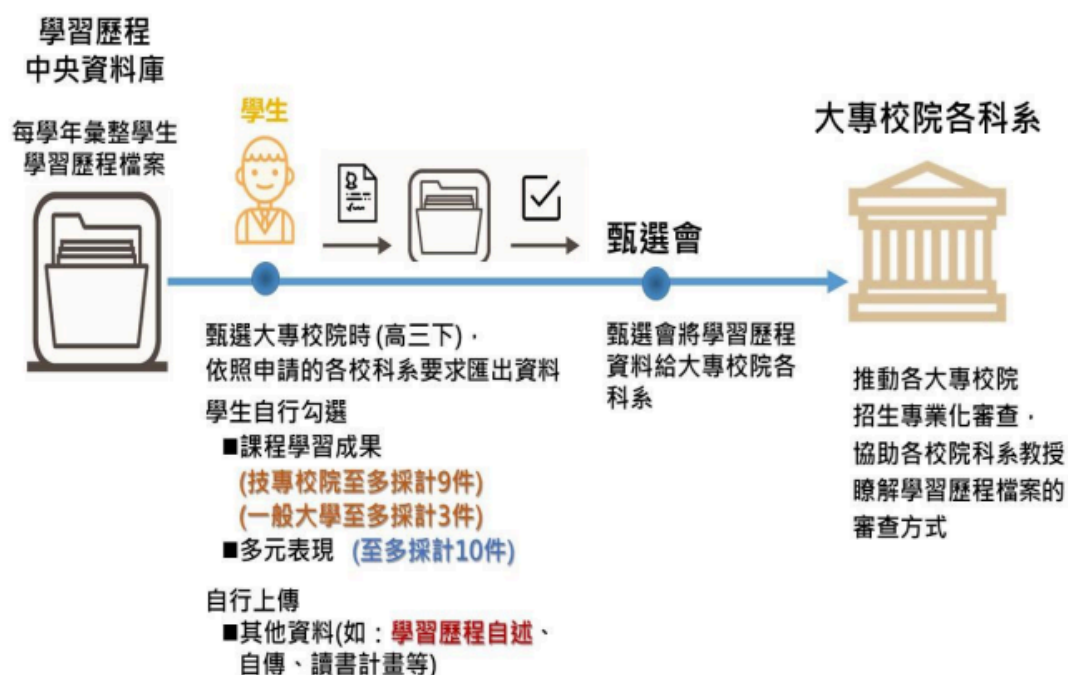 學習歷程
中央資料庫
每學年彙整學生
學習歷程檔案
學生
甄選大專校院時(高三下)，
依照申請的各校科系要求匯出資料
學生自行勾選
■課程學習成果
(技專校院至多採計9件)
(一般大學至多採計3件)
■多元表現 (至多採計10件)
自行上傳
■其他資料(如：學習歷程自述、
自傳、讀書計畫等)
甄選會
甄選會將學習歷程
資料給大專校院各
科系
大專校院各科系
推動各大專校院
招生專業化審查，
協助各校院科系教授
瞭解學習歷程檔案的
審查方式